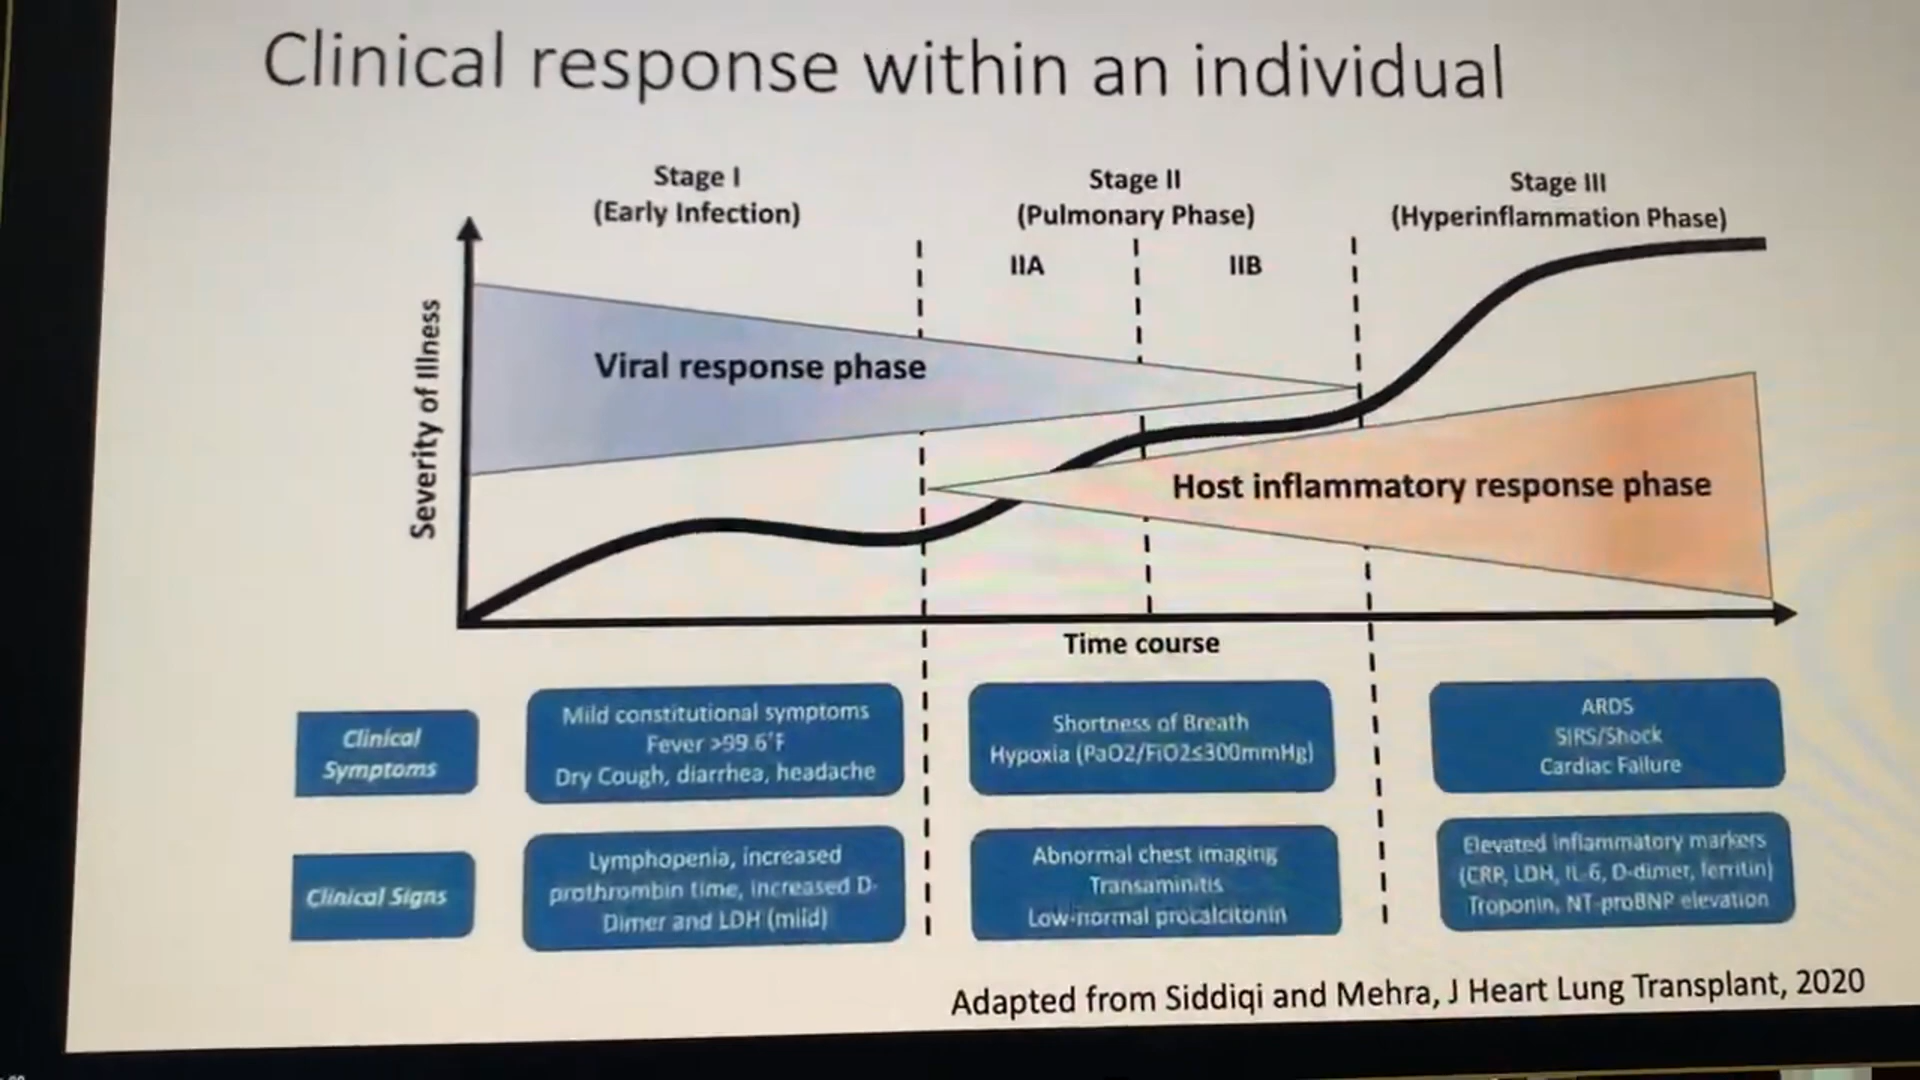 Clinical response within an individual
Stage I
(Early Infection)
Stage II
(Pulmonary Phase)
Stage III
(Hyperinflammation Phase)
IIA
IIB
Severity of Illness
Viral response phase
Host inflammatory response phase
Time course
Clinical
Symptoms
Mild constitutional symptoms
Fever >99.6°F
Dry Cough, diarrhea, headache
Shortness of Breath
Hypoxia (PaO2/FiO2≤300mmHg)
ARDS
SIRS/Shock
Cardiac Failure
Clinical Signs
Lymphopenia, increased
prothrombin time, increased D-
Dimer and LDH (mild)
Abnormal chest imaging
Transaminitis
Low-normal procalcitonin
Elevated inflammatory markers
(CRP, LDH, IL-6, D-dimer, ferritin)
Troponin, NT-proBNP elevation
Adapted from Siddiqi and Mehra, J Heart Lung Transplant, 2020